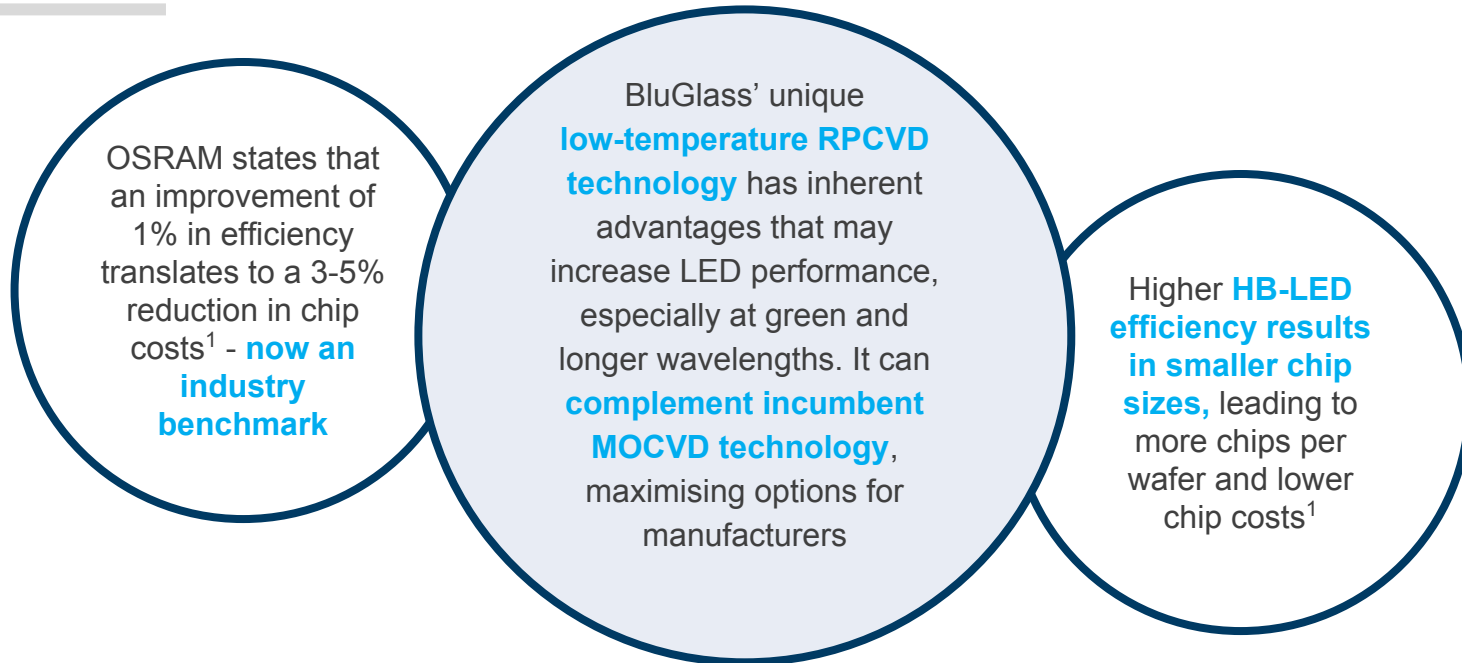 OSRAM states that
an improvement of
1% in efficiency
translates to a 3-5%
reduction in chip
costs¹ - now an
industry
benchmark
BluGlass’ unique
low-temperature RPCVD
technology has inherent
advantages that may
increase LED performance,
especially at green and
longer wavelengths. It can
complement incumbent
MOCVD technology,
maximising options for
manufacturers
Higher HB-LED
efficiency results
in smaller chip
sizes, leading to
more chips per
wafer and lower
chip costs¹